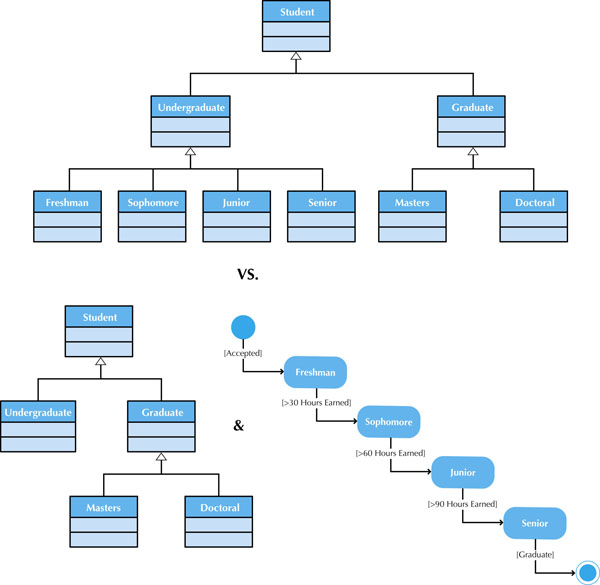 Student
Undergraduate
Graduate
Freshman
Sophomore
Junior
Senior
Masters
Doctoral
VS.
Student
Undergraduate
Graduate
Masters
Doctoral
&
[Accepted]
Freshman
[>30 Hours Earned]
Sophomore
[>60 Hours Earned]
Junior
[>90 Hours Earned]
Senior
[Graduate]